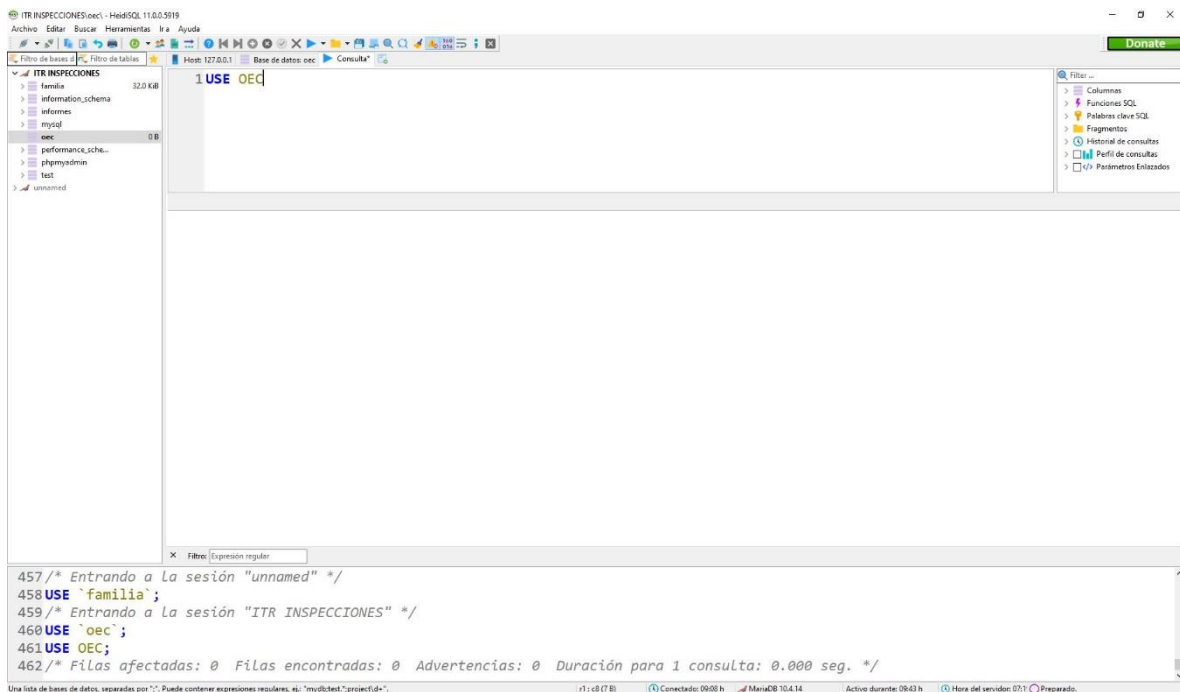 ITR INSPECCIONES\oec\ - HeidiSQL 11.0.0.5919
Archivo Editar Buscar Herramientas Ir a Ayuda
Donate
Filtro de bases d Filtro de tablas
Host: 127.0.0.1 Base de datos: oec Consulta*
ITR INSPECCIONES
familia 32.0 KiB
information_schema
informes
mysql
oec 0 B
performance_sche...
phpmyadmin
test
unnamed
1 USE OEC
Filter ...
Columnas
Funciones SQL
Palabras clave SQL
Fragmentos
Historial de consultas
Perfil de consultas
Parámetros Enlazados
× Filtro: Expresión regular
457 /* Entrando a la sesión "unnamed" */
458 USE `familia`;
459 /* Entrando a la sesión "ITR INSPECCIONES" */
460 USE `oec`;
461 USE OEC;
462 /* Filas afectadas: 0 Filas encontradas: 0 Advertencias: 0 Duración para 1 consulta: 0.000 seg. */
Una lista de bases de datos, separadas por ";". Puede contener expresiones regulares, ej.: "mydb;test.*;project\d+". r1 : c8 (7 B) Conectado: 09:08 h MariaDB 10.4.14 Activo durante: 09:43 h Hora del servidor: 07:1 Preparado.